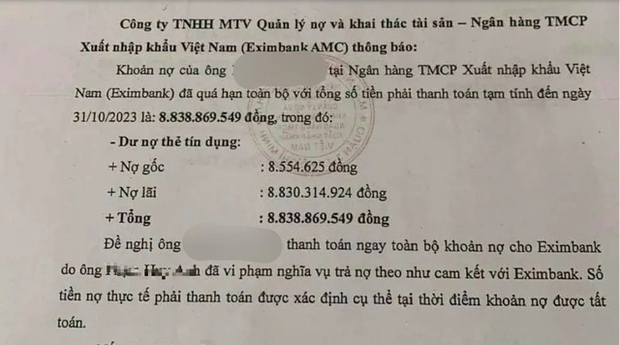 Công ty TNHH MTV Quản lý nợ và khai thác tài sản – Ngân hàng TMCP
Xuất nhập khẩu Việt Nam (Eximbank AMC) thông báo:
Khoản nợ của ông tại Ngân hàng TMCP Xuất nhập khẩu Việt
Nam (Eximbank) đã quá hạn toàn bộ với tổng số tiền phải thanh toán tạm tính đến ngày
31/10/2023 là: 8.838.869.549 đồng, trong đó:
- Dư nợ thẻ tín dụng:
+ Nợ gốc : 8.554.625 đồng
+ Nợ lãi : 8.830.314.924 đồng
+ Tổng : 8.838.869.549 đồng
Đề nghị ông thanh toán ngay toàn bộ khoản nợ cho Eximbank
do ông đã vi phạm nghĩa vụ trả nợ theo như cam kết với Eximbank. Số
tiền nợ thực tế phải thanh toán được xác định cụ thể tại thời điểm khoản nợ được tất
toán.